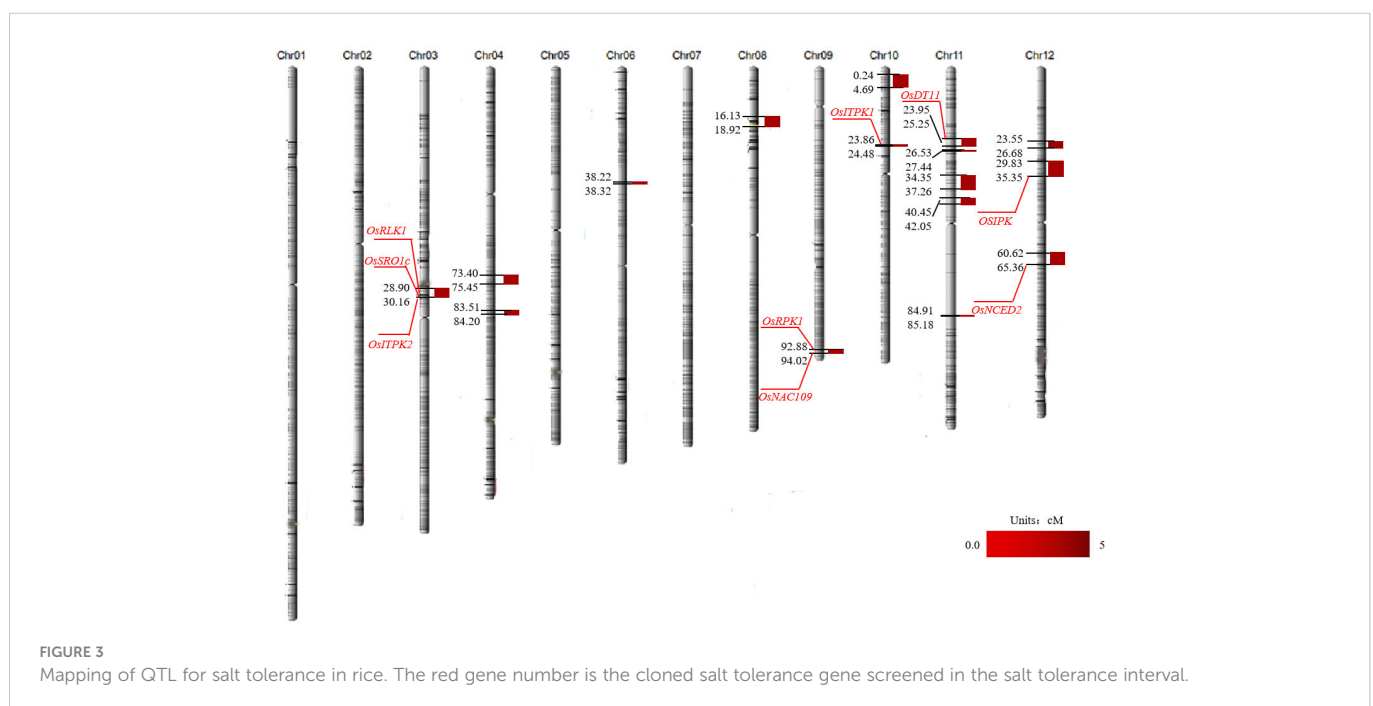 Chr01 Chr02 Chr03 Chr04 Chr05 Chr06 Chr07 Chr08 Chr09 Chr10 Chr11 Chr12
OsRLK1
OsSRO1c
28.90
30.16
OsITPK2
73.40
75.45
83.51
84.20
38.22
38.32
16.13
18.92
OsRPK1
92.88
94.02
OsNAC109
0.24
4.69
OsITPK1
23.86
24.48
OsDT11
23.95
25.25
26.53
27.44
34.35
37.26
40.45
42.05
84.91
85.18
23.55
26.68
29.83
35.35
OSIPK
60.62
65.36
OsNCED2
Units: cM
0.0 5
FIGURE 3
Mapping of QTL for salt tolerance in rice. The red gene number is the cloned salt tolerance gene screened in the salt tolerance interval.